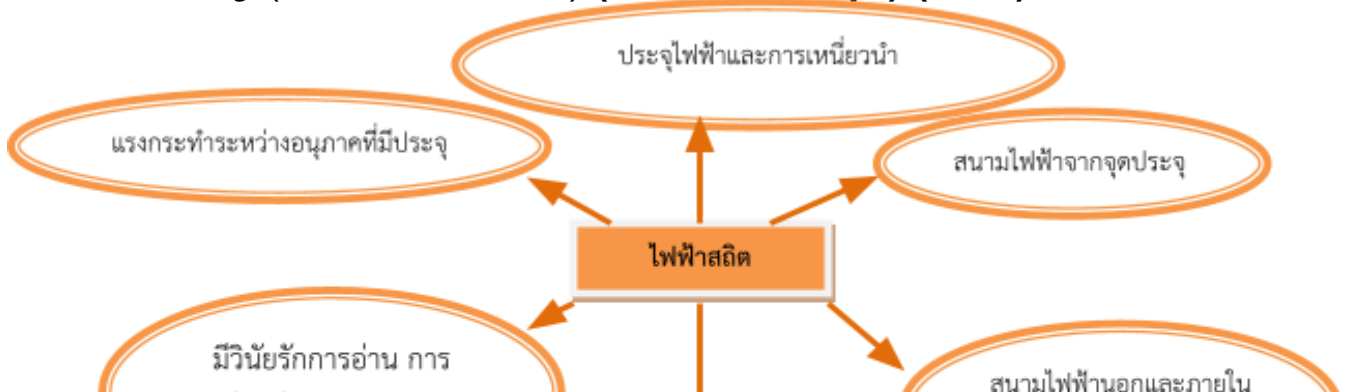 ประจุไฟฟ้าและการเหนี่ยวนำ
แรงกระทำระหว่างอนุภาคที่มีประจุ
สนามไฟฟ้าจากจุดประจุ
ไฟฟ้าสถิต
มีวินัยรักการอ่าน การ
สนามไฟฟ้านอกและภายใน